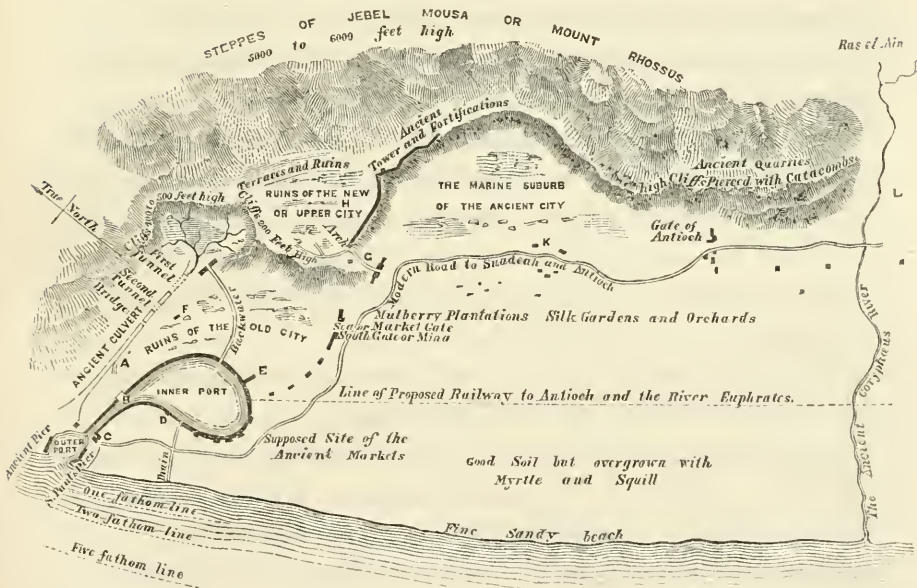 STEPPES OF JEBEL MOUSA OR MOUNT RHOSSUS
5000 to 6000 feet high
Ras el Ain
Ancient
Tower and Fortifications
Terraces and Ruins
RUINS OF THE NEW
H
OR UPPER CITY
Cliffs 200 Feet High
Arch
G
THE MARINE SUBURB
OF THE ANCIENT CITY
Ancient Quarries
high Cliffs Pierced with Catacombs
L
Gate of
Antioch
J
K
Modern Road to Suadeah and Antioch
True North
500 feet high
First
Tunnel
Second
Tunnel
Bridge
ANCIENT CULVERT
A
F
RUINS OF THE OLD CITY
Backwater
I
Mulberry Plantations Silk Gardens and Orchards
Sea or Market Gate
South Gate or Mina
E
INNER PORT
B
Line of Proposed Railway to Antioch and the River Euphrates.
D
C
OUTER
PORT
Ancient Pier
S. Pauls Pier
Drain
Supposed Site of the
Ancient Markets
Good Soil but overgrown with
Myrtle and Squill
The Ancient Coryphaeus River
One fathom line
Two fathom line
Five fathom line
Fine Sandy beach